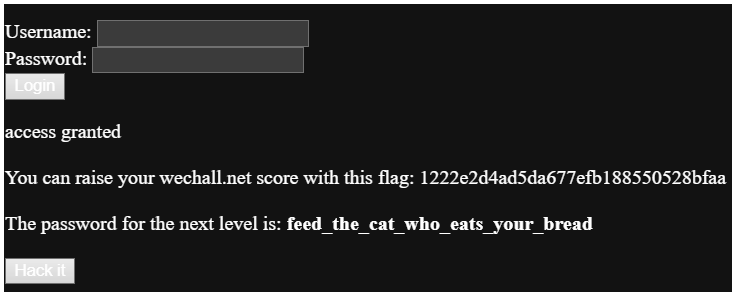 Username:
Password:
Login
access granted
You can raise your wechall.net score with this flag: 1222e2d4ad5da677efb188550528bfaa
The password for the next level is: feed_the_cat_who_eats_your_bread
Hack it